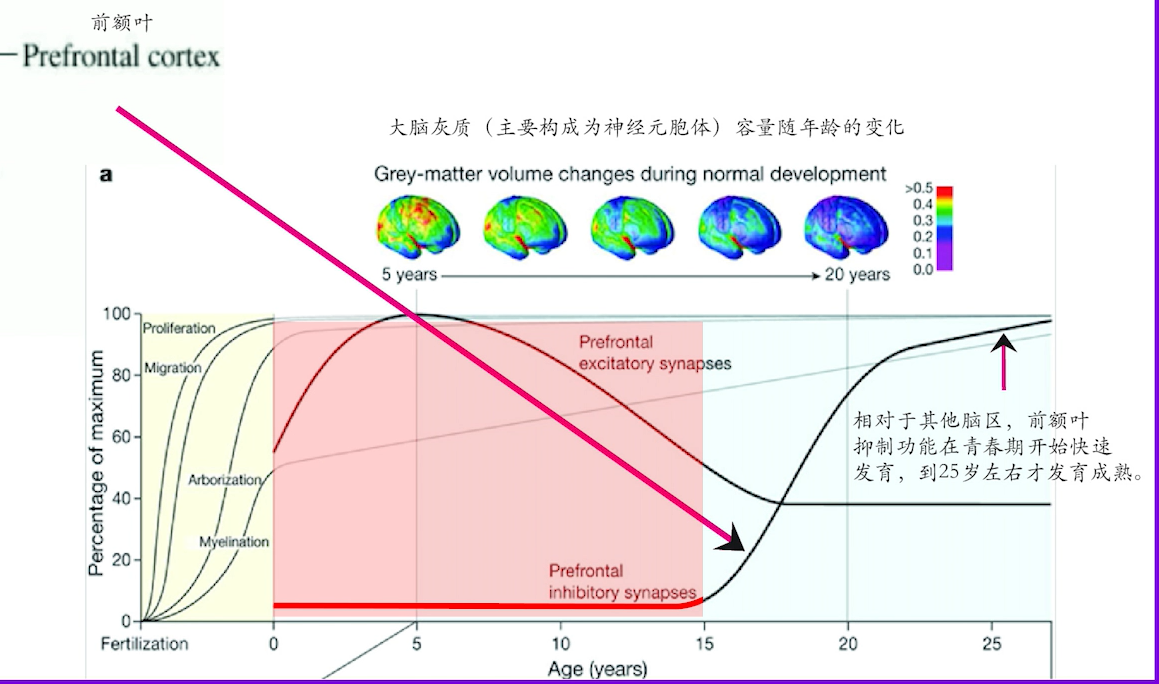 前额叶
Prefrontal cortex
大脑灰质（主要构成为神经元胞体）容量随年龄的变化
a
Grey-matter volume changes during normal development
>0.5
0.4
0.3
0.2
0.1
0.0
5 years
20 years
100
80
60
40
20
0
Percentage of maximum
Proliferation
Migration
Arborization
Myelination
Prefrontal
excitatory synapses
Prefrontal
inhibitory synapses
相对于其他脑区，前额叶
抑制功能在青春期开始快速
发育，到25岁左右才发育成熟。
Fertilization
0
5
10
15
20
25
Age (years)